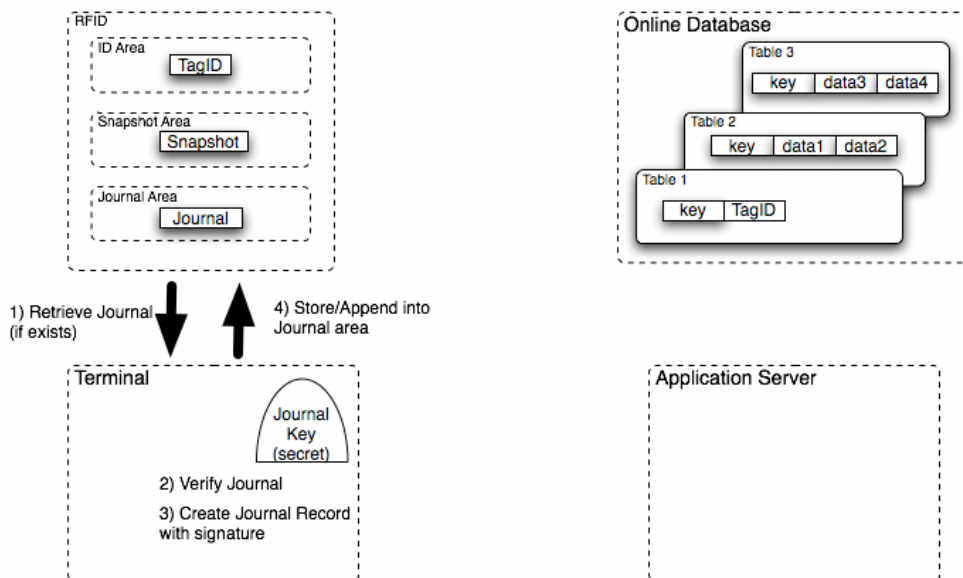 RFID
ID Area
TagID
Snapshot Area
Snapshot
Journal Area
Journal
Online Database
Table 3
key data3 data4
Table 2
key data1 data2
Table 1
key TagID
1) Retrieve Journal
(if exists)
4) Store/Append into
Journal area
Terminal
Journal
Key
(secret)
2) Verify Journal
3) Create Journal Record
with signature
Application Server